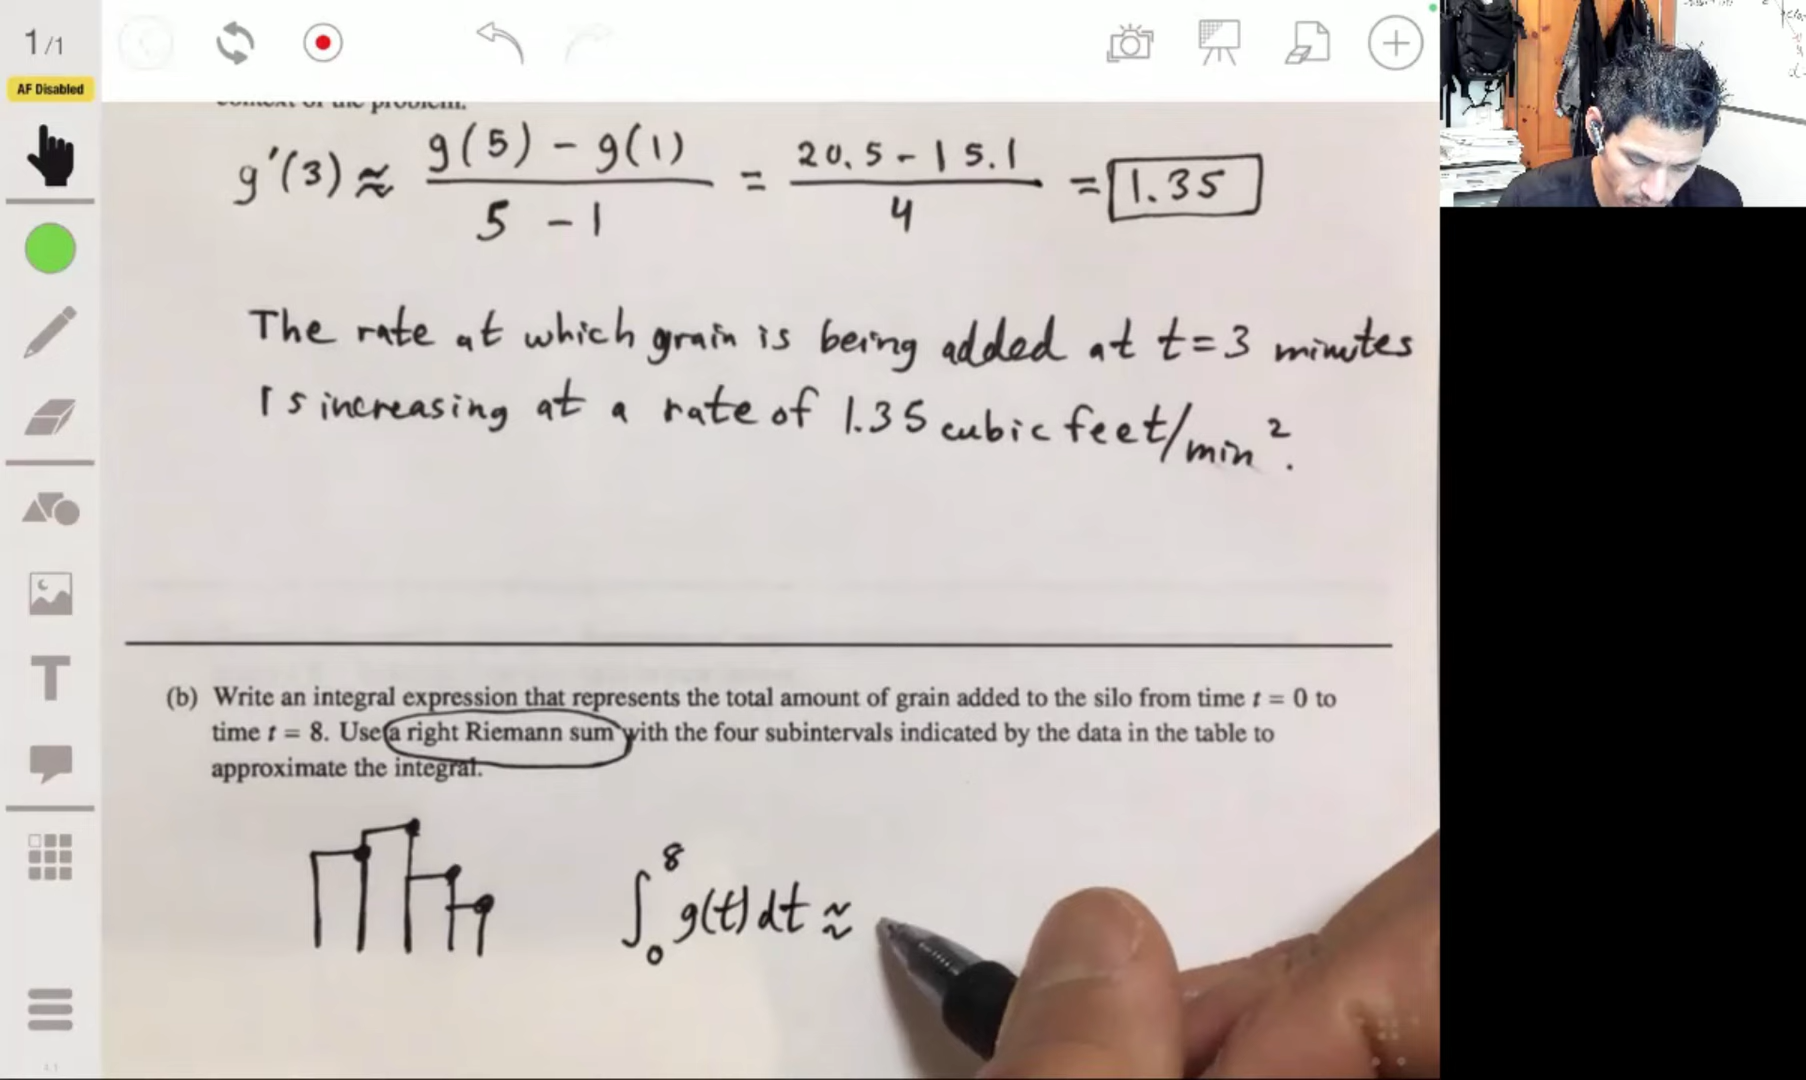 1/1
AF Disabled
context of the problem.
g'(3) ≈ g(5) - g(1) / 5 - 1 = 20.5 - 15.1 / 4 = 1.35
The rate at which grain is being added at t=3 minutes
Is increasing at a rate of 1.35 cubic feet/min².
(b) Write an integral expression that represents the total amount of grain added to the silo from time t = 0 to
time t = 8. Use a right Riemann sum with the four subintervals indicated by the data in the table to
approximate the integral.
∫₀⁸ g(t)dt ≈
T